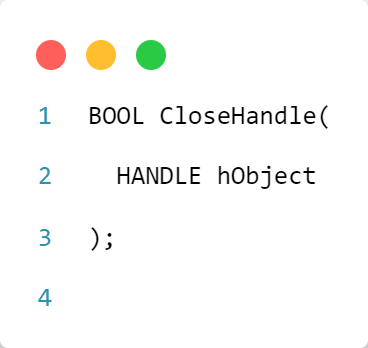 1 BOOL CloseHandle(
2   HANDLE hObject
3 );
4